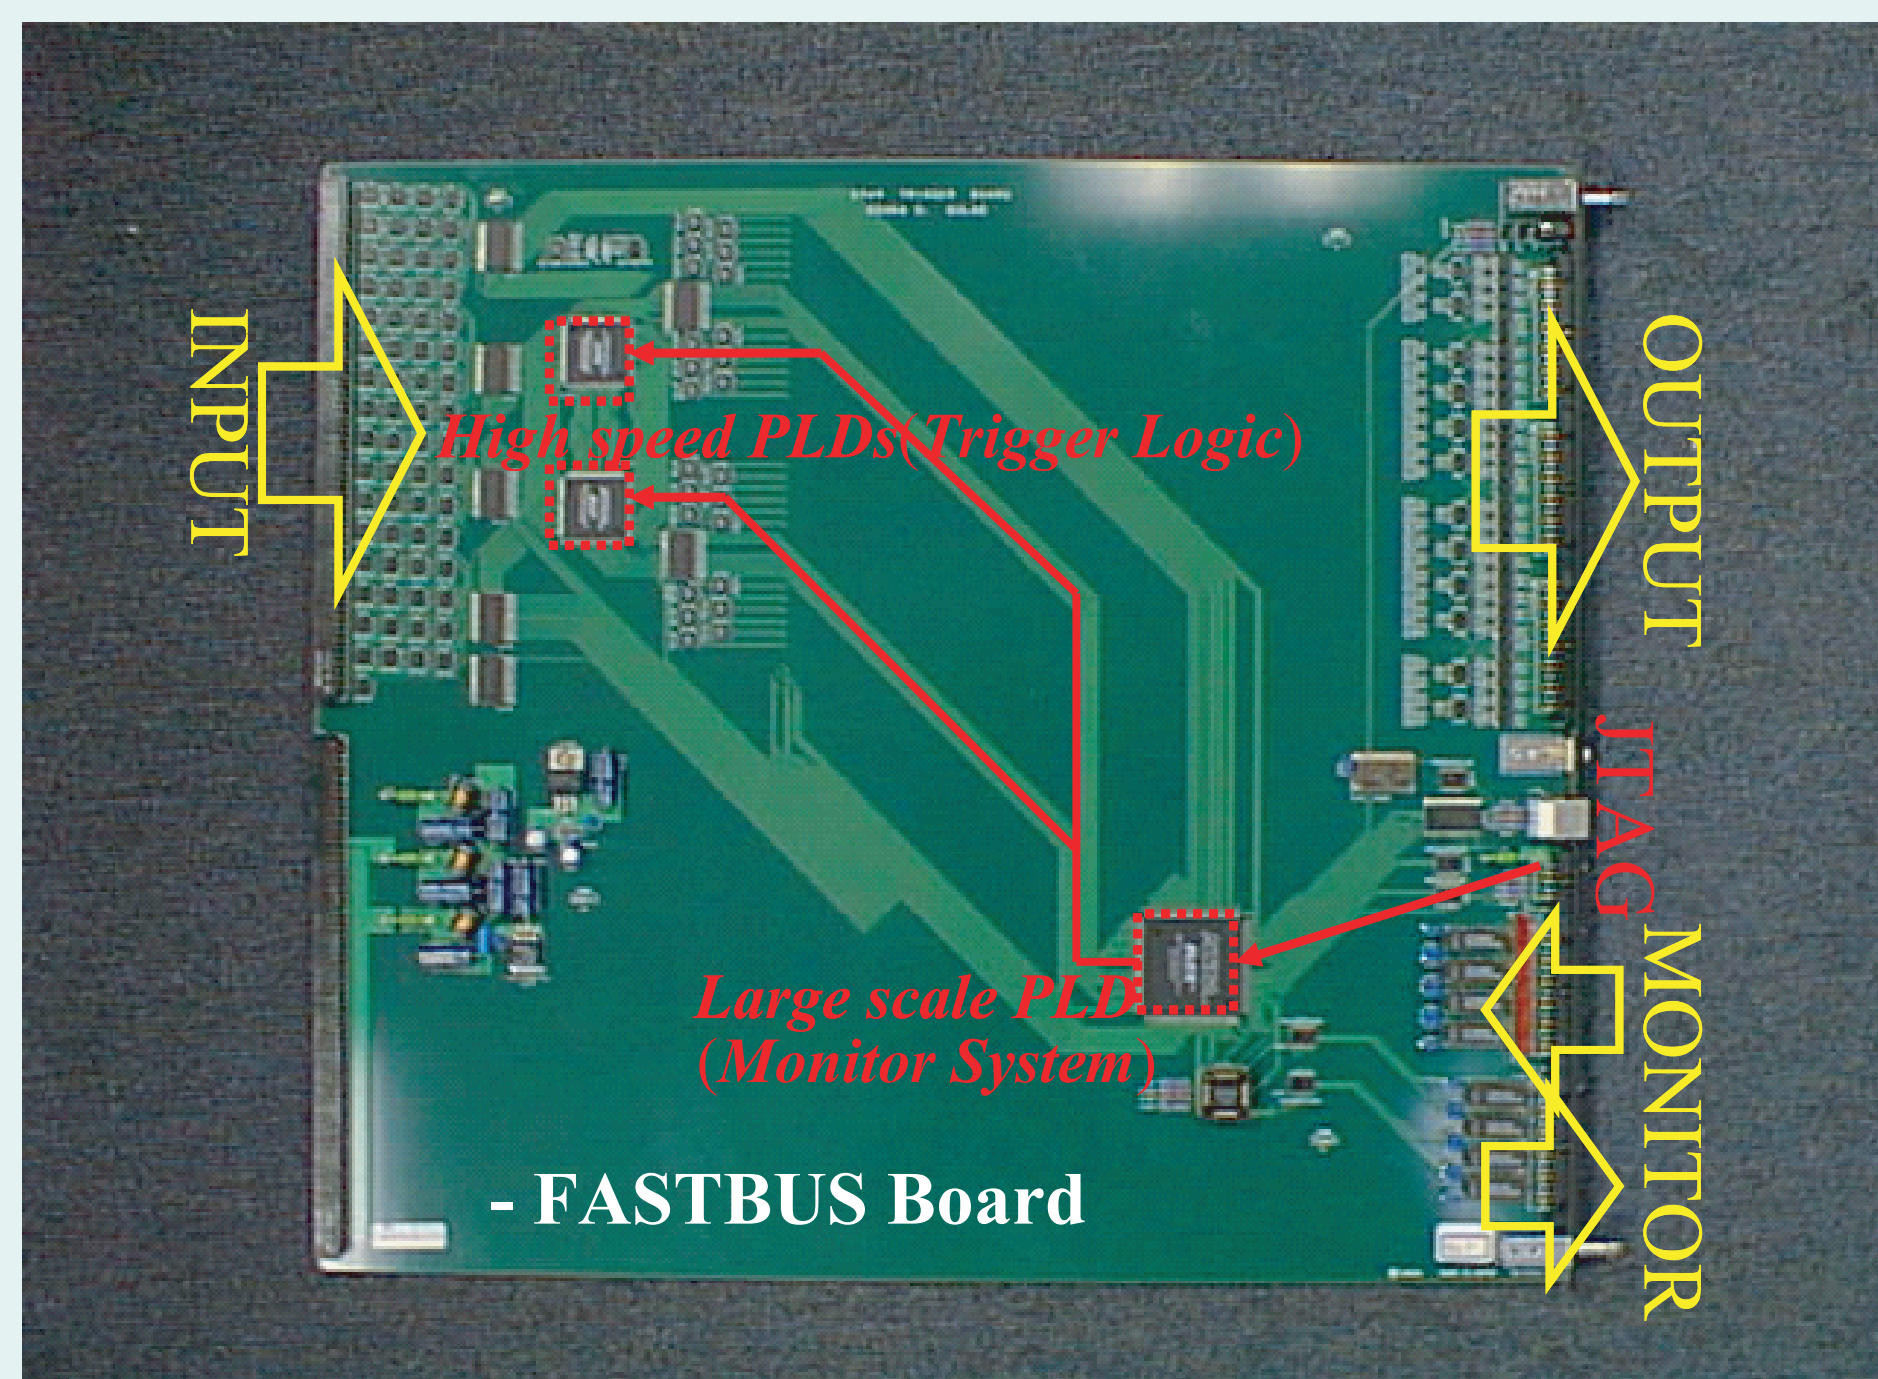 INPUT
High speed PLDs(Trigger Logic)
OUTPUT
JTAG
Large scale PLD
(Monitor System)
MONITOR
- FASTBUS Board